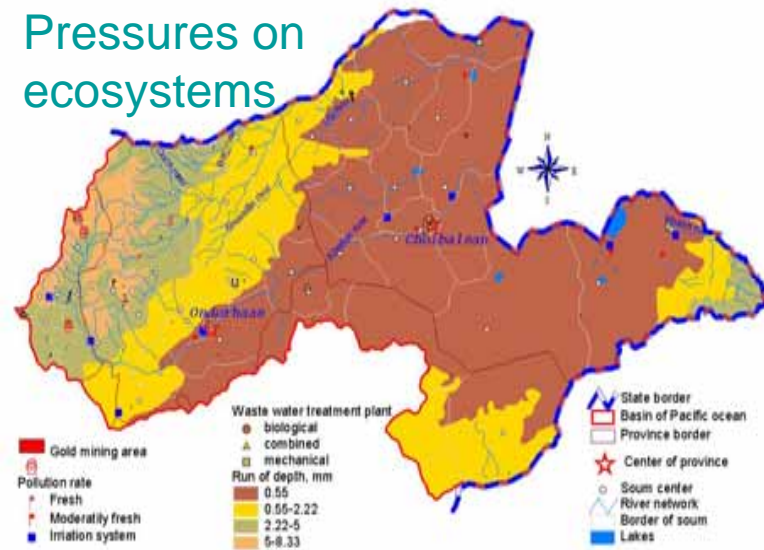 Pressures on
ecosystems
N
W
E
S
Choibalsan
Ondorhaan
Gold mining area
Pollution rate
Fresh
Moderatily fresh
Irriation system
Waste water treatment plant
biological
combined
mechanical
Run of depth, mm
0.55
0.55-2.22
2.22-5
5-8.33
State border
Basin of Pacific ocean
Province border
Center of province
Soum center
River network
Border of soum
Lakes